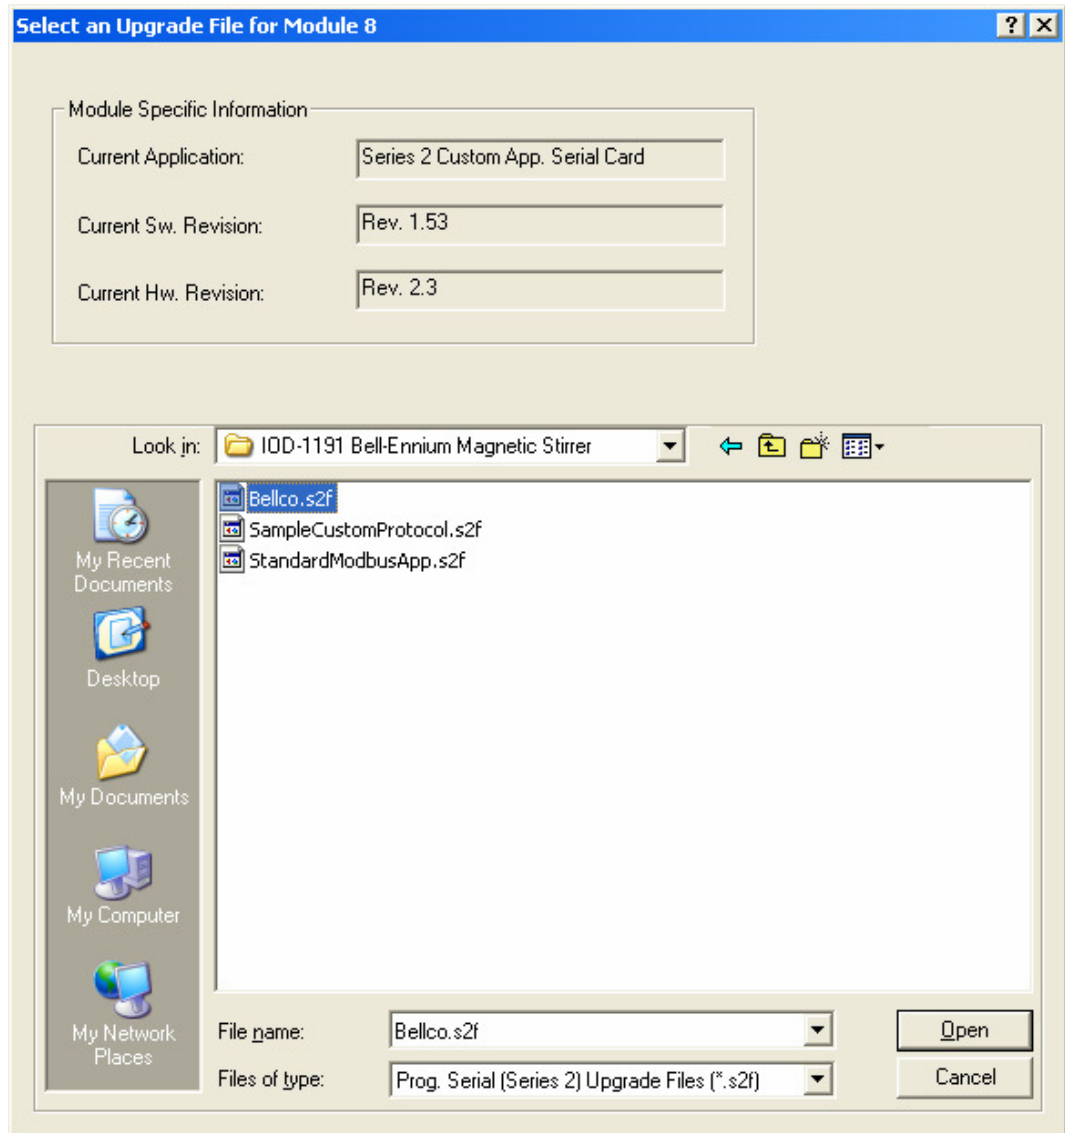 Select an Upgrade File for Module 8
Module Specific Information
Current Application:
Series 2 Custom App. Serial Card
Current Sw. Revision:
Rev. 1.53
Current Hw. Revision:
Rev. 2.3
Look in:
IOD-1191 Bell-Ennium Magnetic Stirrer
Bellco.s2f
SampleCustomProtocol.s2f
StandardModbusApp.s2f
My Recent
Documents
Desktop
My Documents
My Computer
My Network
Places
File name:
Bellco.s2f
Open
Files of type:
Prog. Serial (Series 2) Upgrade Files (*.s2f)
Cancel